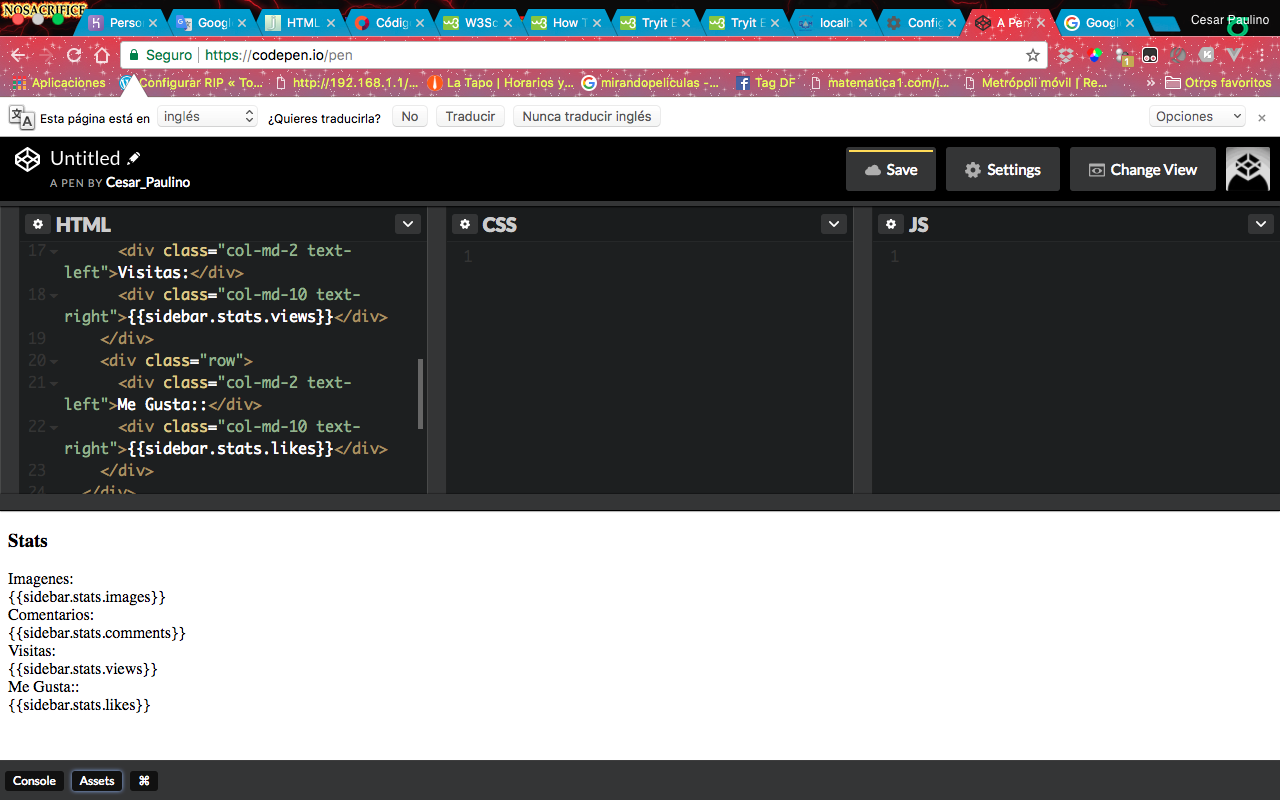 NOSACRIFICE
Perso
Google
HTML
Códig
W3Sc
How T
Tryit E
Tryit E
localh
Config
A Pen
Googl
Cesar Paulino
Seguro | https://codepen.io/pen
Aplicaciones
Configurar RIP « To...
http://192.168.1.1/...
La Tapo | Horarios y...
mirandopeliculas -...
Tag DF
matematica1.com/i...
Metrópoli móvil | Re...
»
Otros favoritos
Esta página está en inglés ¿Quieres traducirla? No Traducir Nunca traducir inglés Opciones ×
Untitled
A PEN BY Cesar_Paulino
Save Settings Change View
HTML CSS JS
17 <div class="col-md-2 text-
left">Visitas:</div>
18 <div class="col-md-10 text-
right">{{sidebar.stats.views}}</div>
19 </div>
20 <div class="row">
21 <div class="col-md-2 text-
left">Me Gusta::</div>
22 <div class="col-md-10 text-
right">{{sidebar.stats.likes}}</div>
23 </div>
24 </div>
1
1
Stats
Imagenes:
{{sidebar.stats.images}}
Comentarios:
{{sidebar.stats.comments}}
Visitas:
{{sidebar.stats.views}}
Me Gusta::
{{sidebar.stats.likes}}
Console Assets ⌘